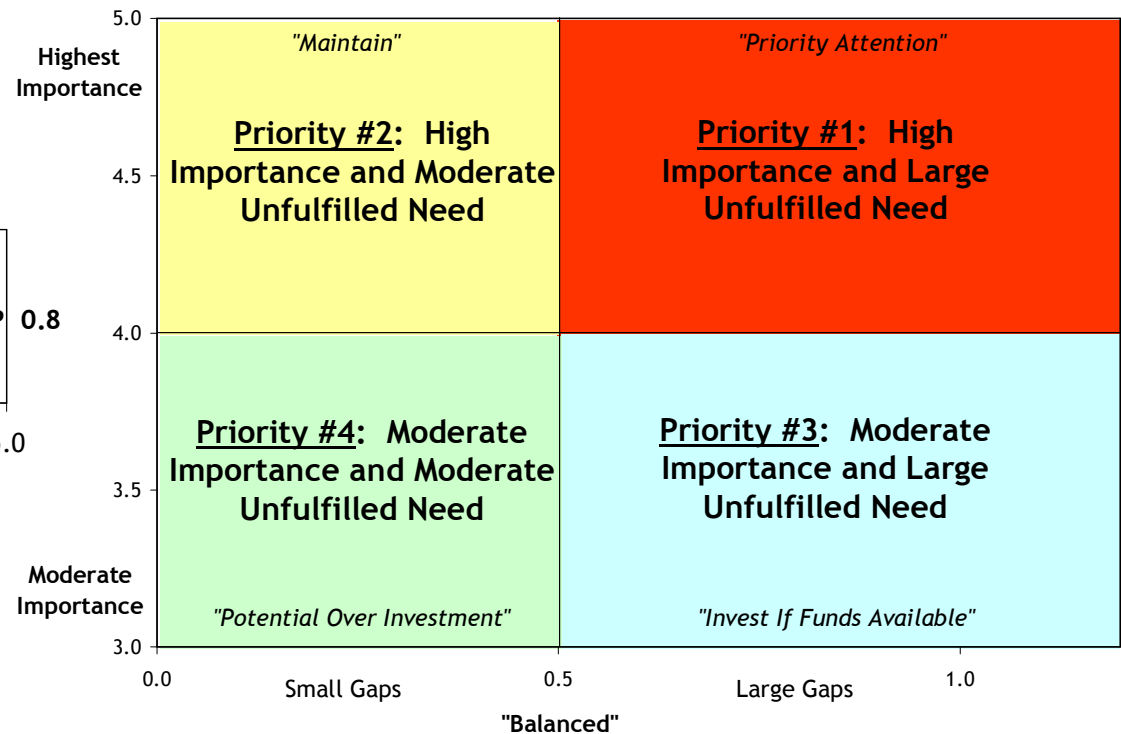 5.0
Highest
Importance
"Maintain"
"Priority Attention"
Priority #2: High
Importance and Moderate
Unfulfilled Need
Priority #1: High
Importance and Large
Unfulfilled Need
4.5
0.8
4.0
.0
Priority #4: Moderate
Importance and Moderate
Unfulfilled Need
Priority #3: Moderate
Importance and Large
Unfulfilled Need
3.5
Moderate
Importance
"Potential Over Investment"
"Invest If Funds Available"
3.0
0.0
Small Gaps
0.5
Large Gaps
1.0
"Balanced"